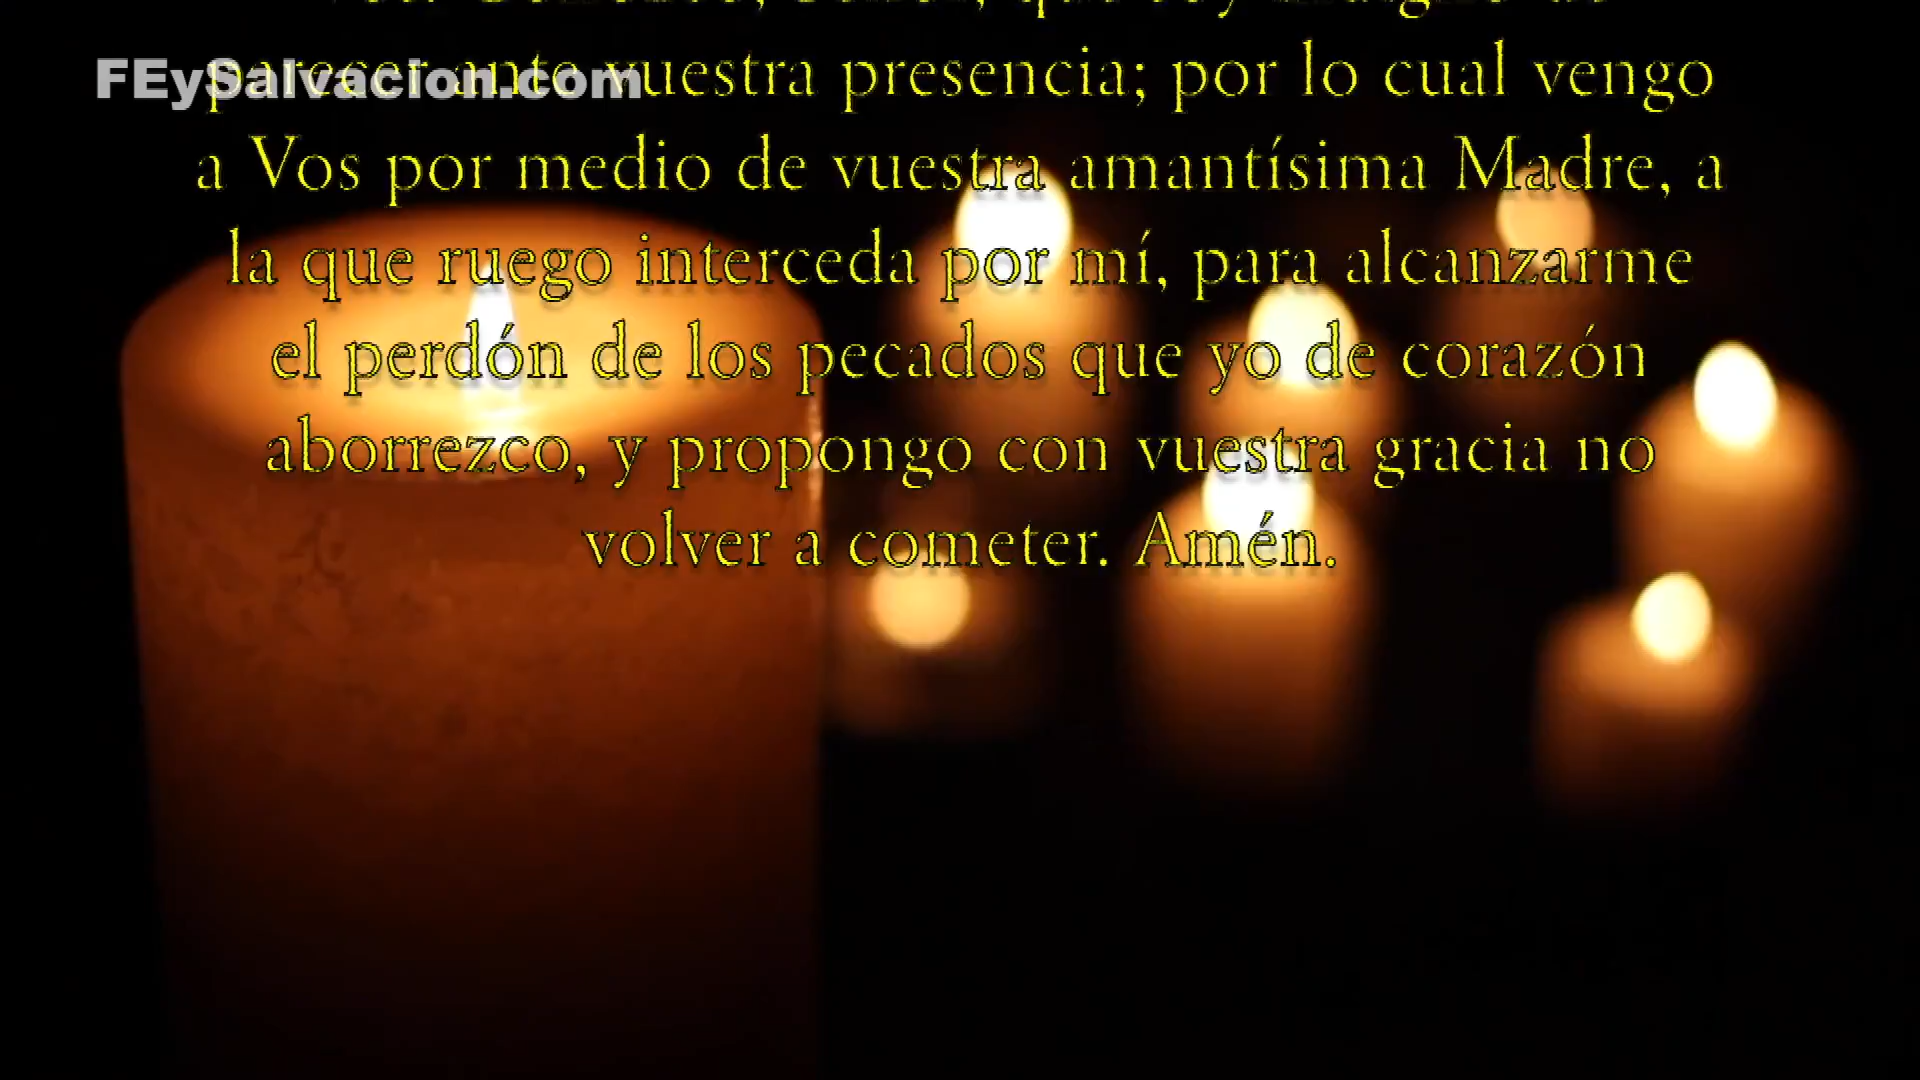 FEySalvacion.com
parecer ante vuestra presencia; por lo cual vengo
a Vos por medio de vuestra amantísima Madre, a
la que ruego interceda por mí, para alcanzarme
el perdón de los pecados que yo de corazón
aborrezco, y propongo con vuestra gracia no
volver a cometer. Amén.